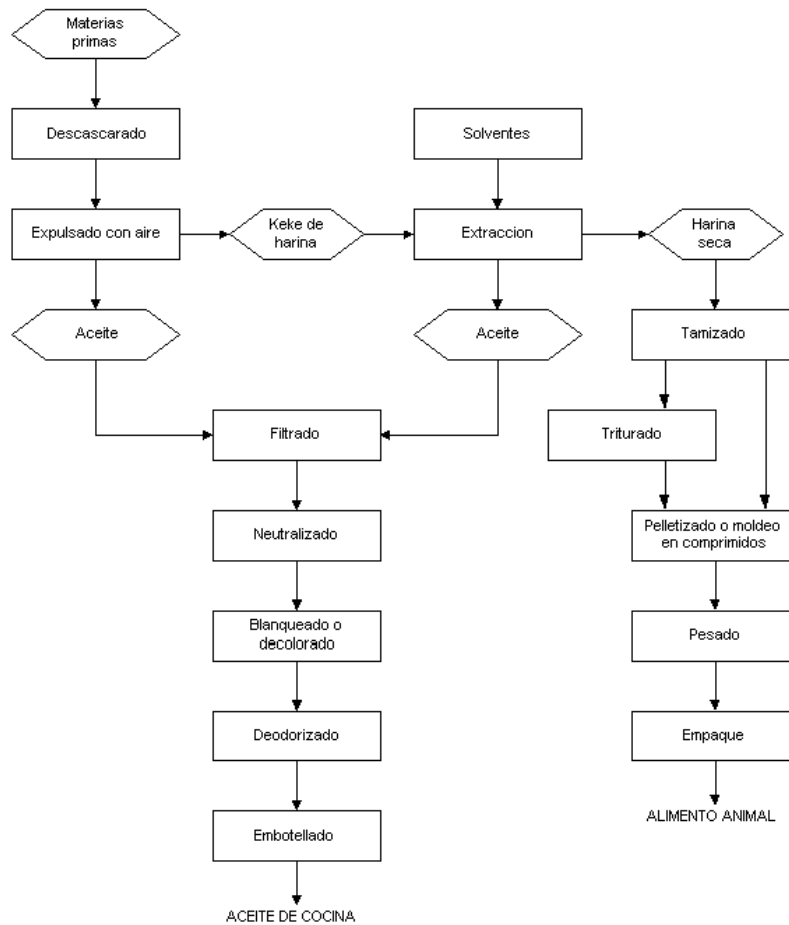 Materias
primas
Descascarado
Solventes
Expulsado con aire
Keke de
harina
Extraccion
Harina
seca
Aceite
Aceite
Tamizado
Filtrado
Triturado
Neutralizado
Pelletizado o moldeo
en comprimidos
Blanqueado o
decolorado
Pesado
Deodorizado
Empaque
ALIMENTO ANIMAL
Embotellado
ACEITE DE COCINA